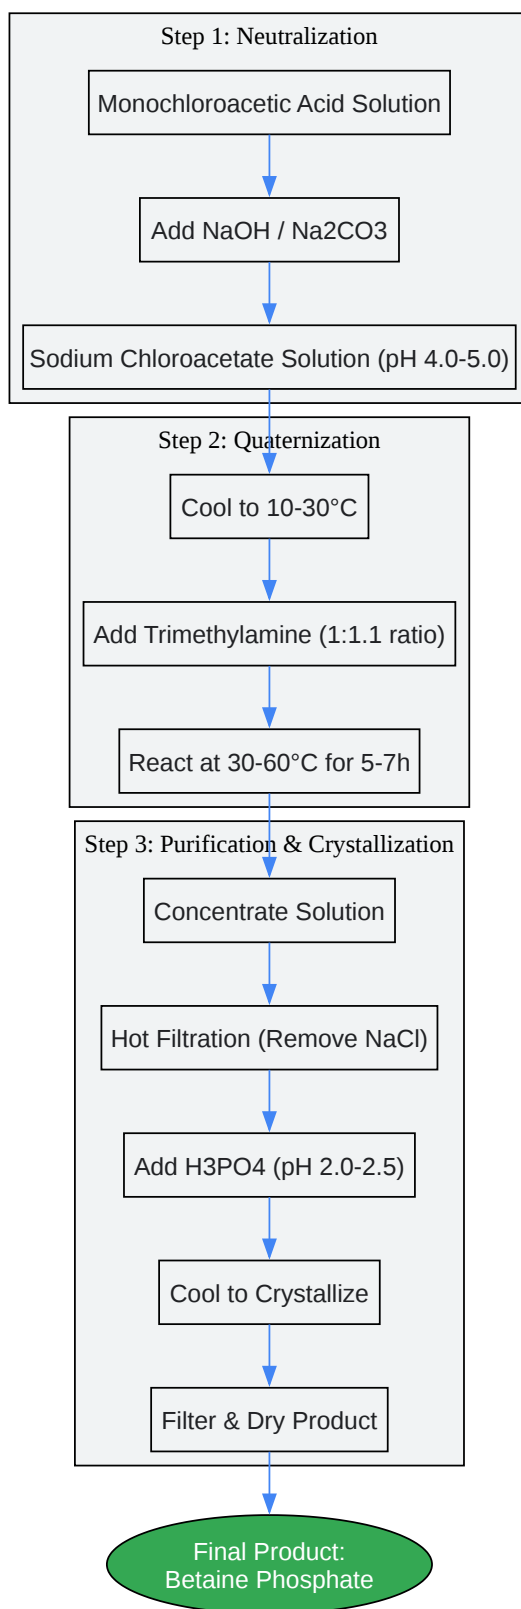 Step 1: Neutralization
Monochloroacetic Acid Solution
Add NaOH / Na2CO3
Sodium Chloroacetate Solution (pH 4.0-5.0)
Step 2: Quaternization
Cool to 10-30°C
Add Trimethylamine (1:1.1 ratio)
React at 30-60°C for 5-7h
Step 3: Purification & Crystallization
Concentrate Solution
Hot Filtration (Remove NaCl)
Add H3PO4 (pH 2.0-2.5)
Cool to Crystallize
Filter & Dry Product
Final Product:
Betaine Phosphate